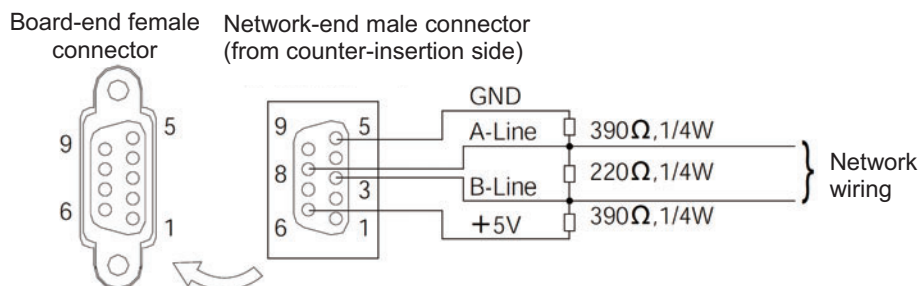 Board-end female
connector
Network-end male connector
(from counter-insertion side)
9
5
6
1
9
5
8
3
6
1
GND
A-Line
B-Line
+5V
390Ω,1/4W
220Ω,1/4W
390Ω,1/4W
Network
wiring